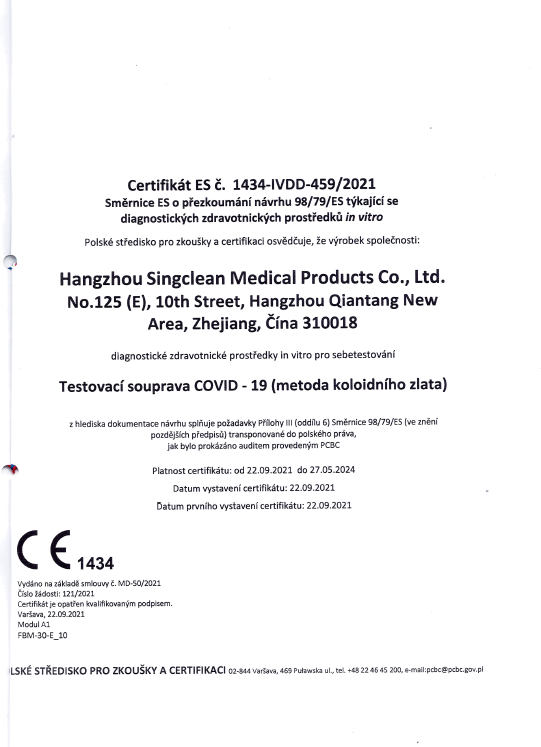 Certifikát ES č. 1434-IVDD-459/2021
Směrnice ES o přezkoumání návrhu 98/79/ES týkající se
diagnostických zdravotnických prostředků in vitro
Polské středisko pro zkoušky a certifikaci osvědčuje, že výrobek společnosti:
Hangzhou Singclean Medical Products Co., Ltd.
No.125 (E), 10th Street, Hangzhou Qiantang New
Area, Zhejiang, Čína 310018
diagnostické zdravotnické prostředky in vitro pro sebetestování
Testovací souprava COVID - 19 (metoda koloidního zlata)
z hlediska dokumentace návrhu splňuje požadavky Přílohy III (oddílu 6) Směrnice 98/79/ES (ve znění
pozdějších předpisů) transponované do polského práva,
jak bylo prokázáno auditem provedeným PCBC
Platnost certifikátu: od 22.09.2021 do 27.05.2024
Datum vystavení certifikátu: 22.09.2021
Datum prvního vystavení certifikátu: 22.09.2021
CE 1434
Vydáno na základě smlouvy č. MD-50/2021
Číslo žádosti: 121/2021
Certifikát je opatřen kvalifikovaným podpisem.
Varšava, 22.09.2021
Modul A1
FBM-30-E_10
LSKÉ STŘEDISKO PRO ZKOUŠKY A CERTIFIKACI 02-844 Varšava, 469 Puławska ul., tel. +48 22 46 45 200, e-mail:pcbc@pcbc.gov.pl